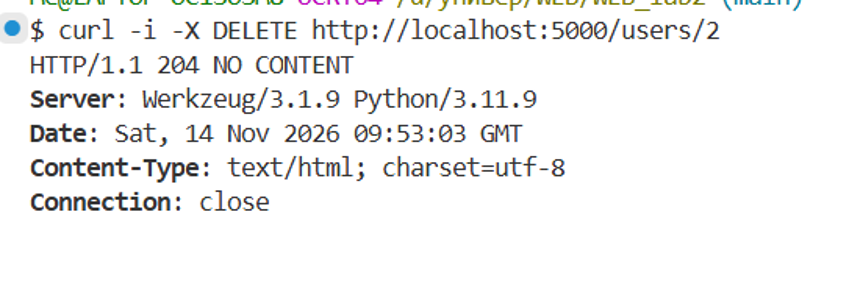 $ curl -i -X DELETE http://localhost:5000/users/2
HTTP/1.1 204 NO CONTENT
Server: Werkzeug/3.1.9 Python/3.11.9
Date: Sat, 14 Nov 2026 09:53:03 GMT
Content-Type: text/html; charset=utf-8
Connection: close